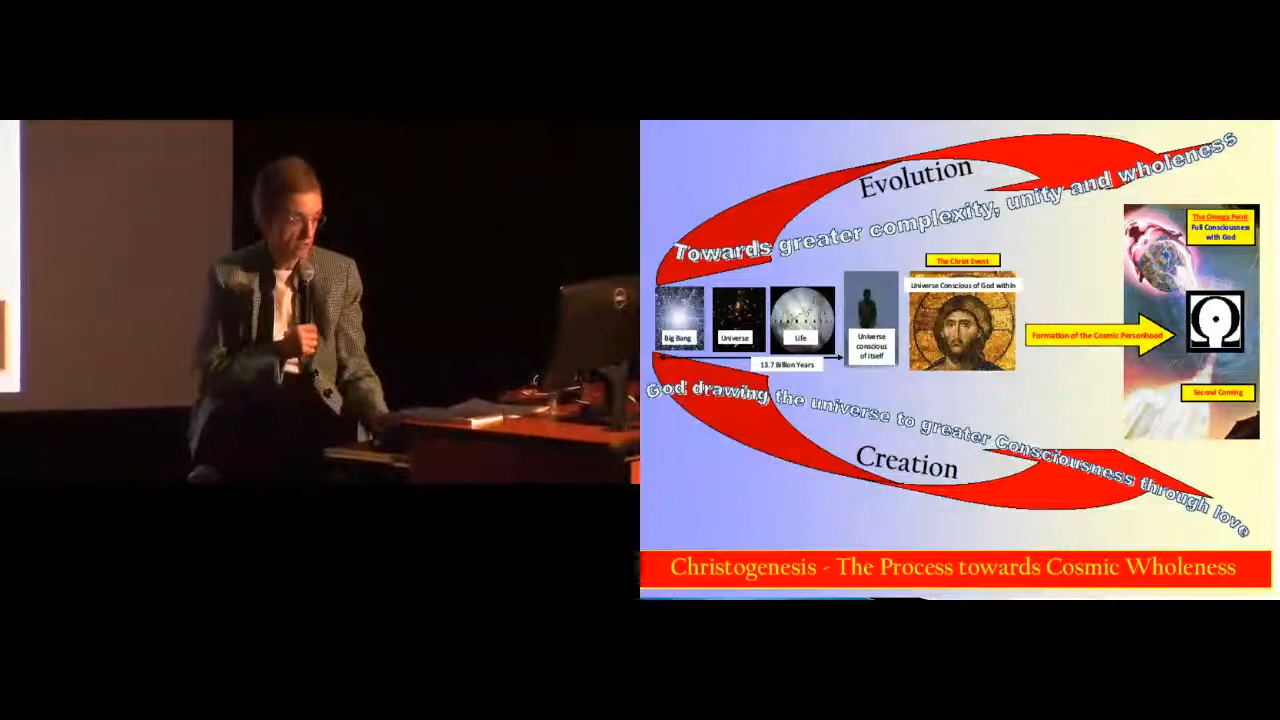 Evolution
Towards greater complexity, unity and wholeness
The Omega Point
Full Consciousness
with God
The Christ Event
Universe Conscious of God within
Big Bang
Universe
Life
Universe
conscious
of itself
13.7 Billion Years
Formation of the Cosmic Personhood
Second Coming
God drawing the universe to greater Consciousness through love
Creation
Christogenesis - The Process towards Cosmic Wholeness